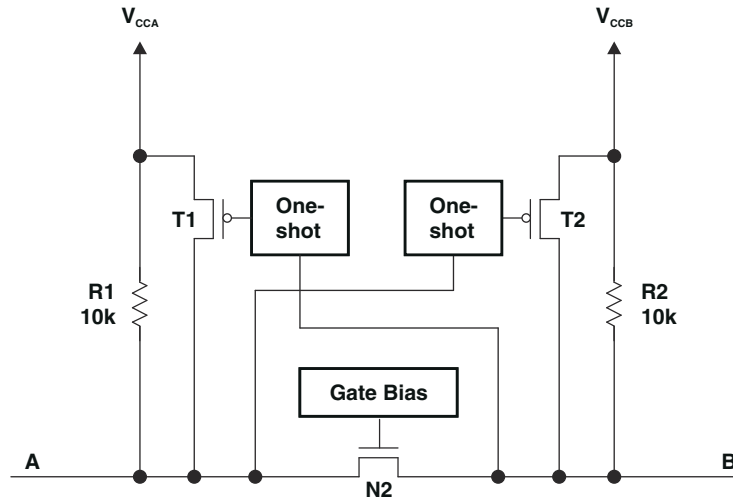 VCCA
VCCB
One-
shot
One-
shot
T1
T2
R1
10k
R2
10k
Gate Bias
A
B
N2